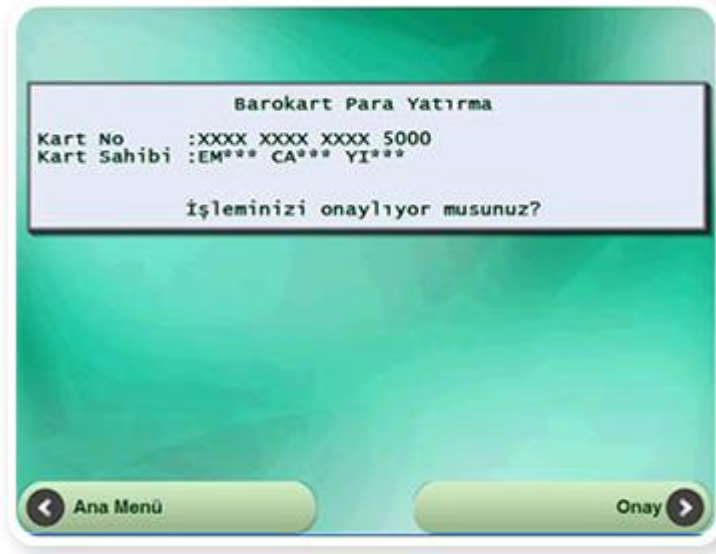 Barokart Para Yatırma
Kart No :XXXX XXXX XXXX 5000
Kart Sahibi :EM*** CA*** YI***
İşleminizi onaylıyor musunuz?
Ana Menü
Onay